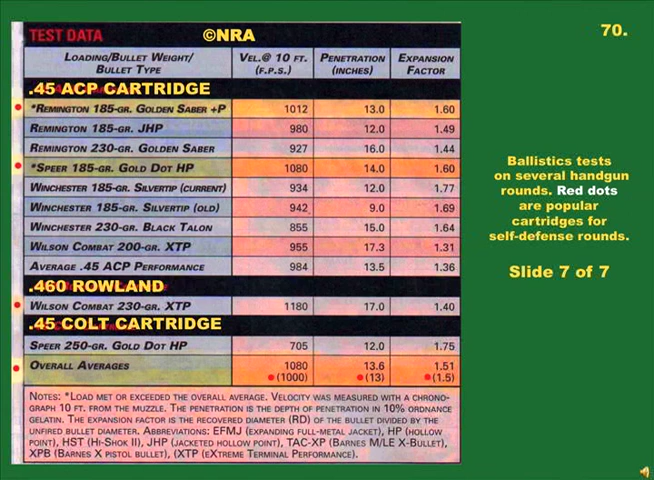 TEST DATA ©NRA
70.
LOADING/BULLET WEIGHT/ VEL.@ 10 FT. PENETRATION EXPANSION
BULLET TYPE (F.P.S.) (INCHES) FACTOR
.45 ACP CARTRIDGE
*REMINGTON 185-GR. GOLDEN SABER +P 1012 13.0 1.60
REMINGTON 185-GR. JHP 980 12.0 1.49
REMINGTON 230-GR. GOLDEN SABER 927 16.0 1.44
*SPEER 185-GR. GOLD DOT HP 1080 14.0 1.60
WINCHESTER 185-GR. SILVERTIP (CURRENT) 934 12.0 1.77
WINCHESTER 185-GR. SILVERTIP (OLD) 942 9.0 1.69
WINCHESTER 230-GR. BLACK TALON 855 15.0 1.64
WILSON COMBAT 200-GR. XTP 955 17.3 1.31
AVERAGE .45 ACP PERFORMANCE 984 13.5 1.36
.460 ROWLAND
WILSON COMBAT 230-GR. XTP 1180 17.0 1.40
.45 COLT CARTRIDGE
SPEER 250-GR. GOLD DOT HP 705 12.0 1.75
OVERALL AVERAGES 1080 13.6 1.51
(1000) (13) (1.5)
NOTES: *LOAD MET OR EXCEEDED THE OVERALL AVERAGE. VELOCITY WAS MEASURED WITH A CHRONO-
GRAPH 10 FT. FROM THE MUZZLE. THE PENETRATION IS THE DEPTH OF PENETRATION IN 10% ORDNANCE
GELATIN. THE EXPANSION FACTOR IS THE RECOVERED DIAMETER (RD) OF THE BULLET DIVIDED BY THE
UNFIRED BULLET DIAMETER. ABBREVIATIONS: EFMJ (EXPANDING FULL-METAL JACKET), HP (HOLLOW
POINT), HST (HI-SHOK II), JHP (JACKETED HOLLOW POINT), TAC-XP (BARNES M/LE X-BULLET),
XPB (BARNES X PISTOL BULLET), (XTP (EXTREME TERMINAL PERFORMANCE).
Ballistics tests
on several handgun
rounds. Red dots
are popular
cartridges for
self-defense rounds.
Slide 7 of 7